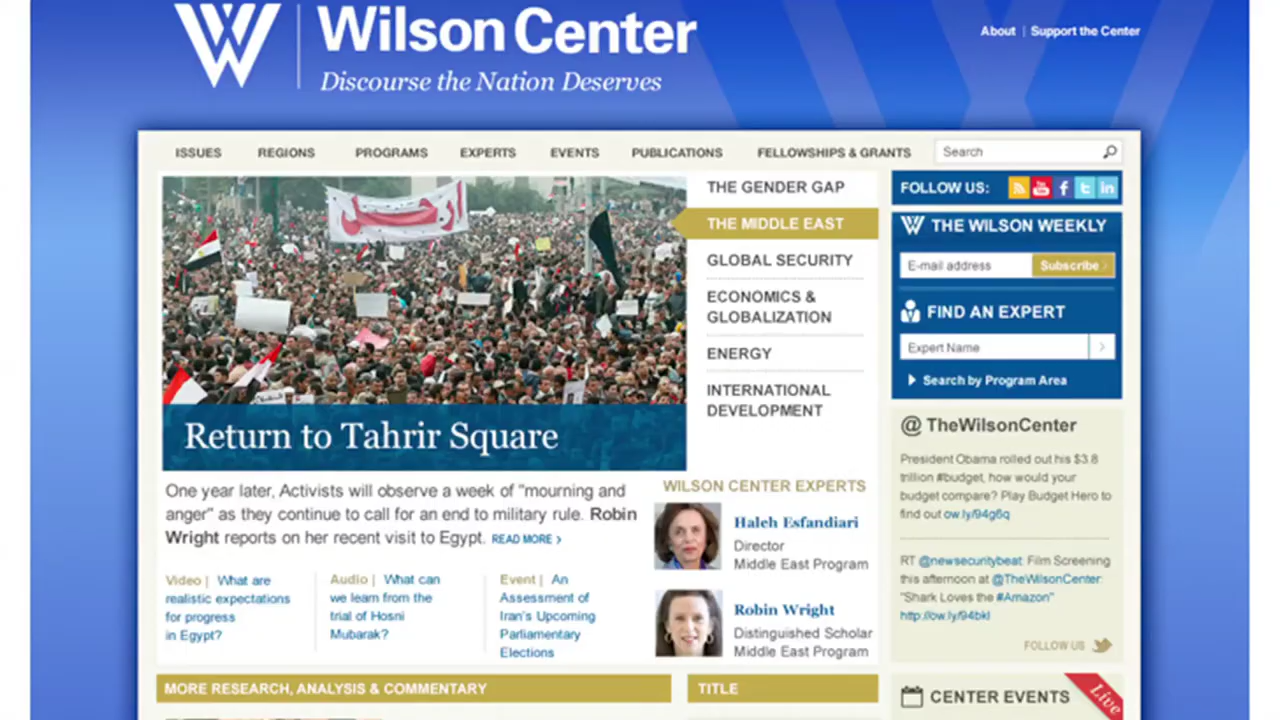 Wilson Center
Discourse the Nation Deserves
About | Support the Center
ISSUES REGIONS PROGRAMS EXPERTS EVENTS PUBLICATIONS FELLOWSHIPS & GRANTS Search
ارحل
Return to Tahrir Square
THE GENDER GAP
THE MIDDLE EAST
GLOBAL SECURITY
ECONOMICS &
GLOBALIZATION
ENERGY
INTERNATIONAL
DEVELOPMENT
One year later, Activists will observe a week of "mourning and
anger" as they continue to call for an end to military rule. Robin
Wright reports on her recent visit to Egypt. READ MORE >
Video | What are
realistic expectations
for progress
in Egypt?
Audio | What can
we learn from the
trial of Hosni
Mubarak?
Event | An
Assessment of
Iran's Upcoming
Parliamentary
Elections
WILSON CENTER EXPERTS
Haleh Esfandiari
Director
Middle East Program
Robin Wright
Distinguished Scholar
Middle East Program
FOLLOW US:
You
Tube
f
t
in
THE WILSON WEEKLY
E-mail address Subscribe >
FIND AN EXPERT
Expert Name >
Search by Program Area
@ TheWilsonCenter
President Obama rolled out his $3.8
trillion #budget, how would your
budget compare? Play Budget Hero to
find out ow.ly/94g6q
RT @newsecuritybeat: Film Screening
this afternoon at @TheWilsonCenter:
"Shark Loves the #Amazon"
http://ow.ly/94bkl
FOLLOW US
MORE RESEARCH, ANALYSIS & COMMENTARY
TITLE
CENTER EVENTS
Live